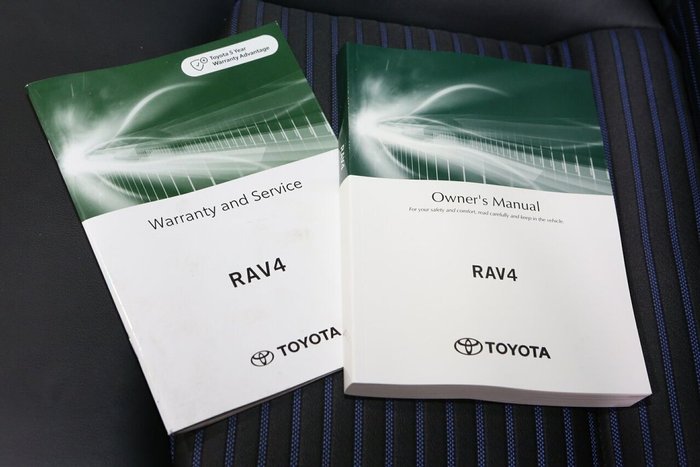 Toyota 5 Year
Warranty Advantage
Warranty and Service
RAV4
TOYOTA
RAV4
Owner's Manual
For your safety and comfort, read carefully and keep in the vehicle.
RAV4
TOYOTA